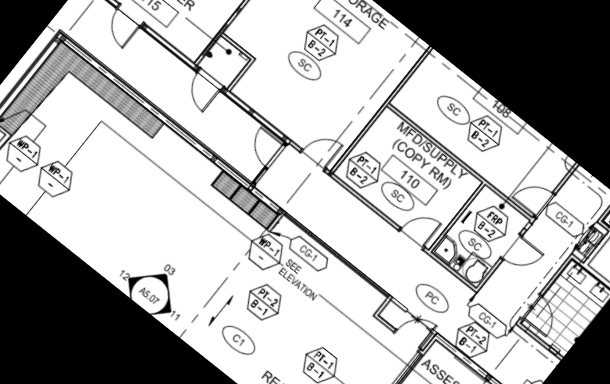 115
ER
ORAGE
114
PT-1
B-2
SC
108
SC
PT-1
B-2
MFD/SUPPLY
(COPY RM)
110
PT-1
B-2
SC
FRP
B-2
SC
CG-1
WP-1
–
WP-1
–
WP-1
–
CG-1
SEE
ELEVATION
03
12
A5.07
11
PT-2
B-1
C1
PC
CG-1
PT-2
B-1
PT-1
B-1
ASSE
RE